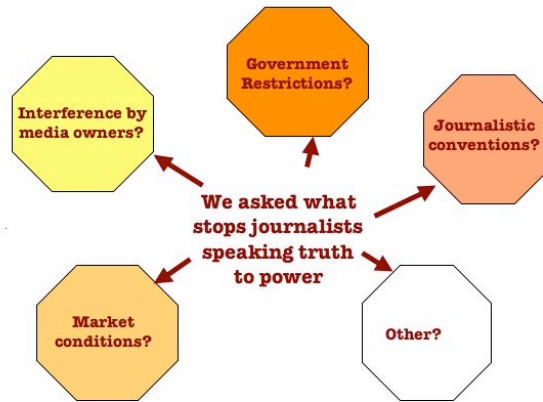 Government
Restrictions?
Interference by
media owners?
Journalistic
conventions?
We asked what
stops journalists
speaking truth
to power
Market
conditions?
Other?